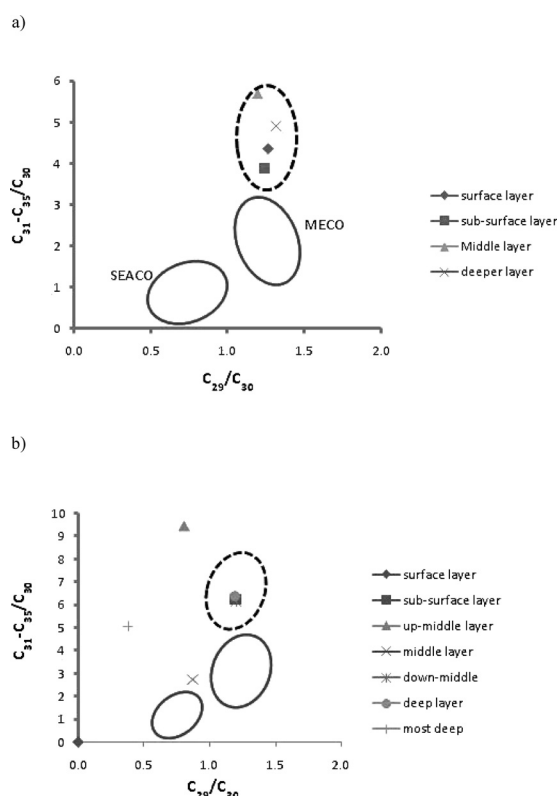 a)
6
5
4
3
2
1
0
C31-C35/C30
MECO
SEACO
0.0 0.5 1.0 1.5 2.0
C29/C30
surface layer
sub-surface layer
Middle layer
deeper layer
b)
10
9
8
7
6
5
4
3
2
1
0
C31-C35/C30
0.0 0.5 1.0 1.5 2.0
C29/C30
surface layer
sub-surface layer
up-middle layer
middle layer
down-middle
deep layer
most deep